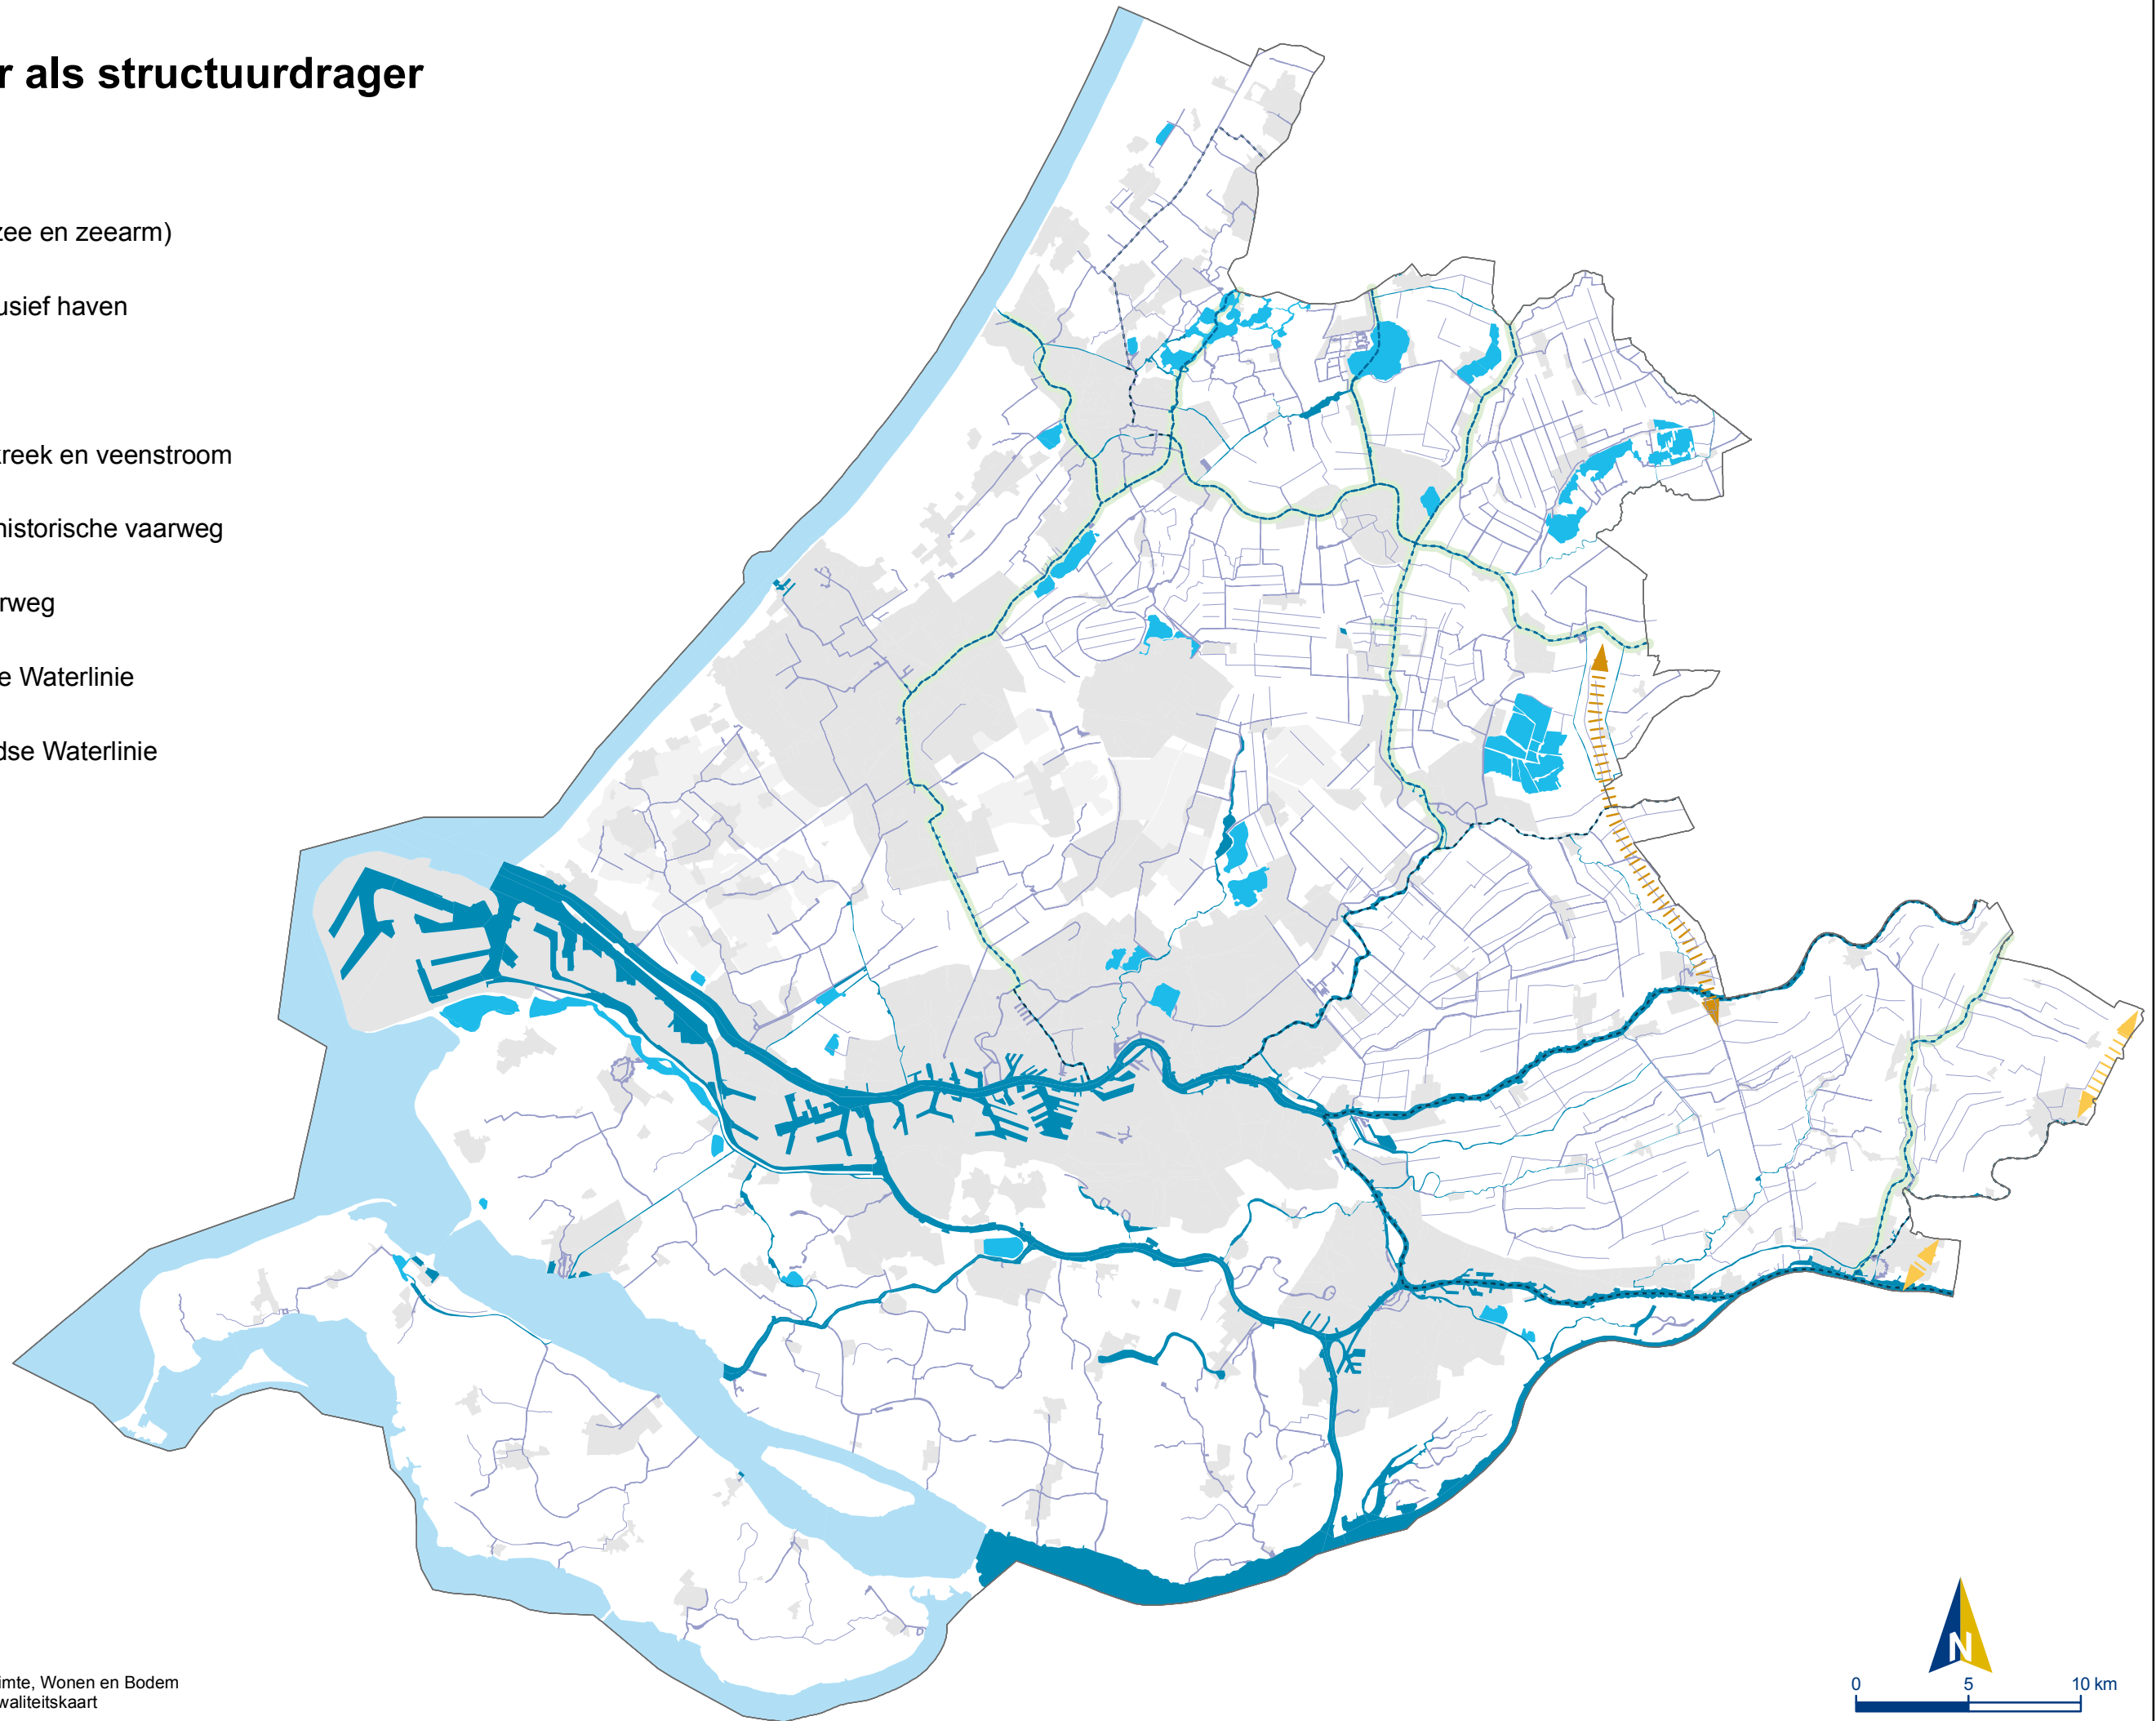 r als structuurdrager
zee en zeearm)
usief haven
kreek en veenstroom
historische vaarweg
rweg
e Waterlinie
dse Waterlinie
imte, Wonen en Bodem
waliteitskaart
N
0 5 10 km